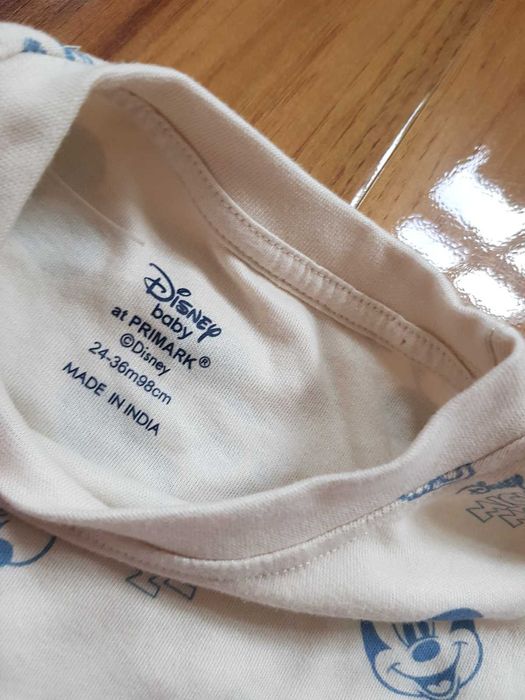 Disney
baby
at PRIMARK®
©Disney
24-36m98cm
MADE IN INDIA